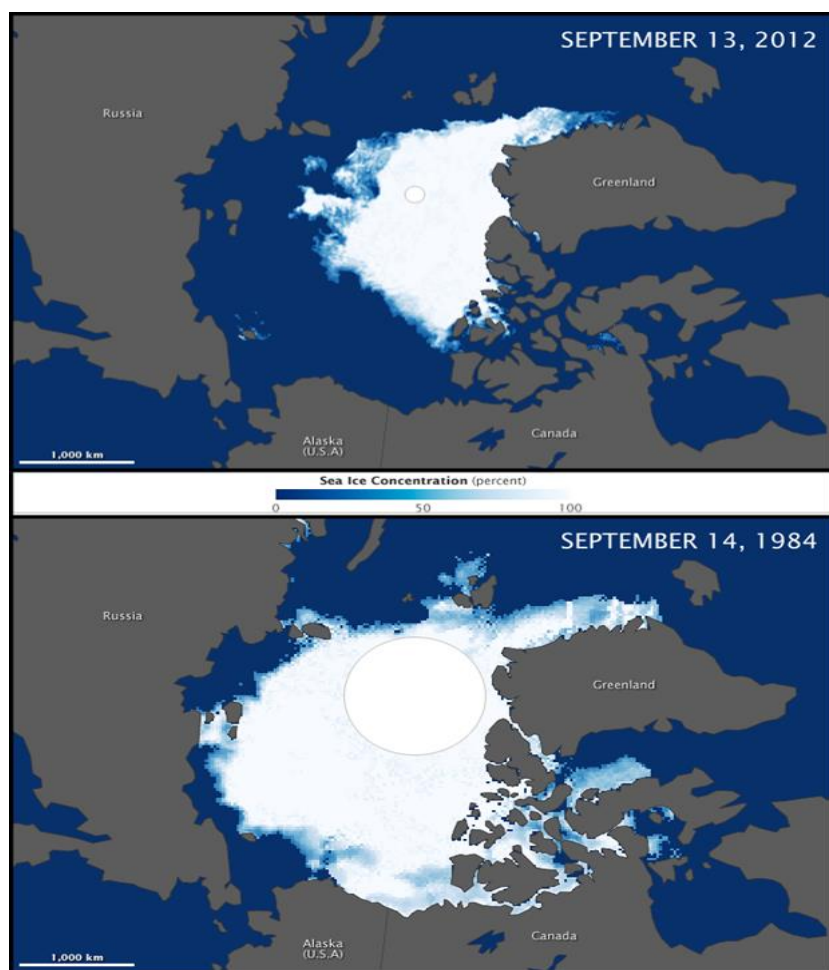 SEPTEMBER 13, 2012
Russia
Greenland
Alaska
(U.S.A)
Canada
1,000 km
Sea Ice Concentration (percent)
0 50 100
SEPTEMBER 14, 1984
Russia
Greenland
Alaska
(U.S.A)
Canada
1,000 km